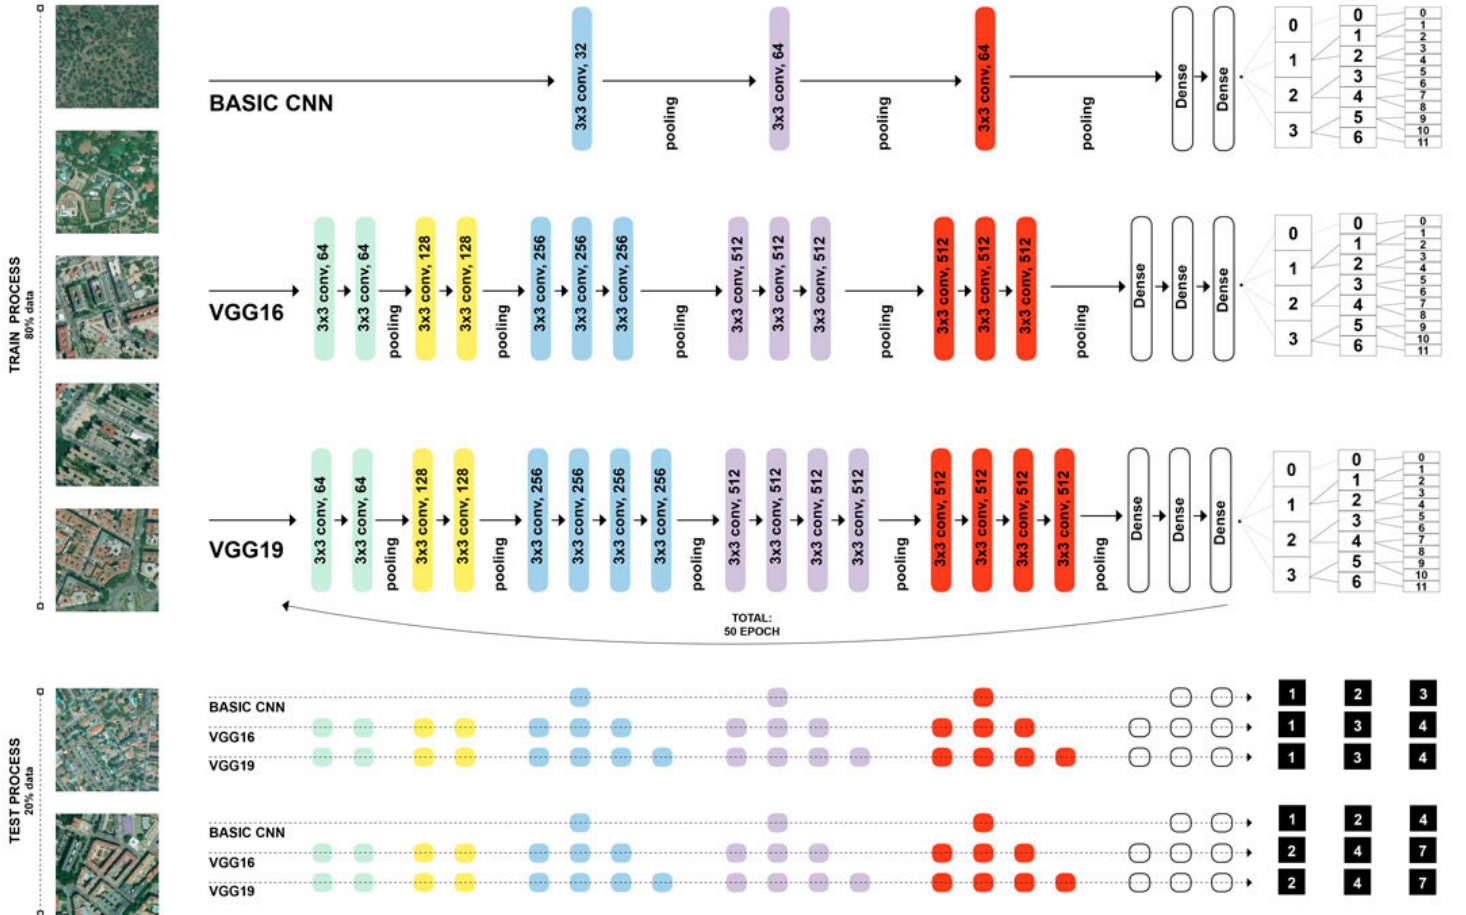 TRAIN PROCESS
80% data
BASIC CNN
3x3 conv, 32
pooling
3x3 conv, 64
pooling
3x3 conv, 64
pooling
Dense
Dense
0
1
2
3
0
1
2
3
4
5
6
0
1
2
3
4
5
6
7
8
9
10
11
VGG16
3x3 conv, 64
3x3 conv, 64
pooling
3x3 conv, 128
3x3 conv, 128
pooling
3x3 conv, 256
3x3 conv, 256
3x3 conv, 256
pooling
3x3 conv, 512
3x3 conv, 512
3x3 conv, 512
pooling
3x3 conv, 512
3x3 conv, 512
3x3 conv, 512
pooling
Dense
Dense
Dense
0
1
2
3
0
1
2
3
4
5
6
0
1
2
3
4
5
6
7
8
9
10
11
VGG19
3x3 conv, 64
3x3 conv, 64
pooling
3x3 conv, 128
3x3 conv, 128
pooling
3x3 conv, 256
3x3 conv, 256
3x3 conv, 256
3x3 conv, 256
pooling
3x3 conv, 512
3x3 conv, 512
3x3 conv, 512
3x3 conv, 512
pooling
3x3 conv, 512
3x3 conv, 512
3x3 conv, 512
3x3 conv, 512
pooling
Dense
Dense
Dense
0
1
2
3
0
1
2
3
4
5
6
0
1
2
3
4
5
6
7
8
9
10
11
TOTAL:
50 EPOCH
TEST PROCESS
20% data
BASIC CNN
1 2 3
VGG16
1 3 4
VGG19
1 3 4
BASIC CNN
1 2 4
VGG16
2 4 7
VGG19
2 4 7